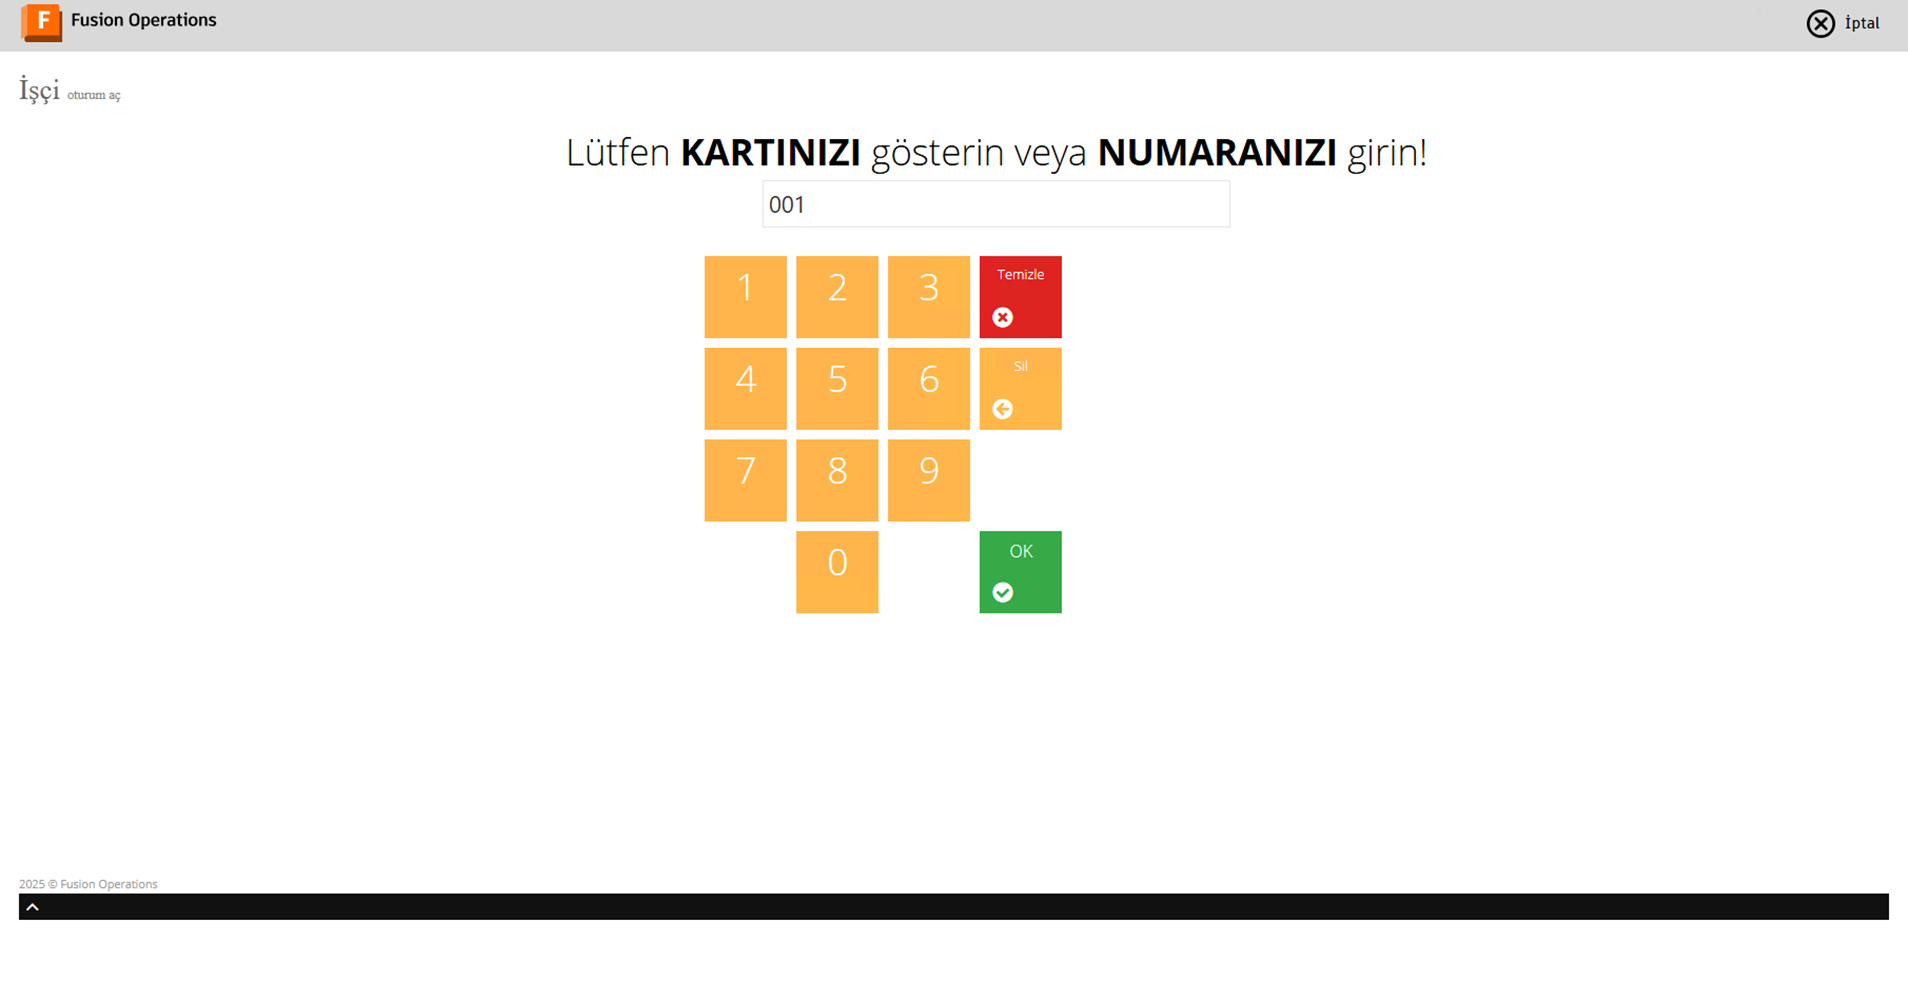 F Fusion Operations
İptal
İşçi oturum aç
Lütfen KARTINIZI gösterin veya NUMARANIZI girin!
001
1 2 3 Temizle
4 5 6 Sil
7 8 9
0 OK
2025 © Fusion Operations